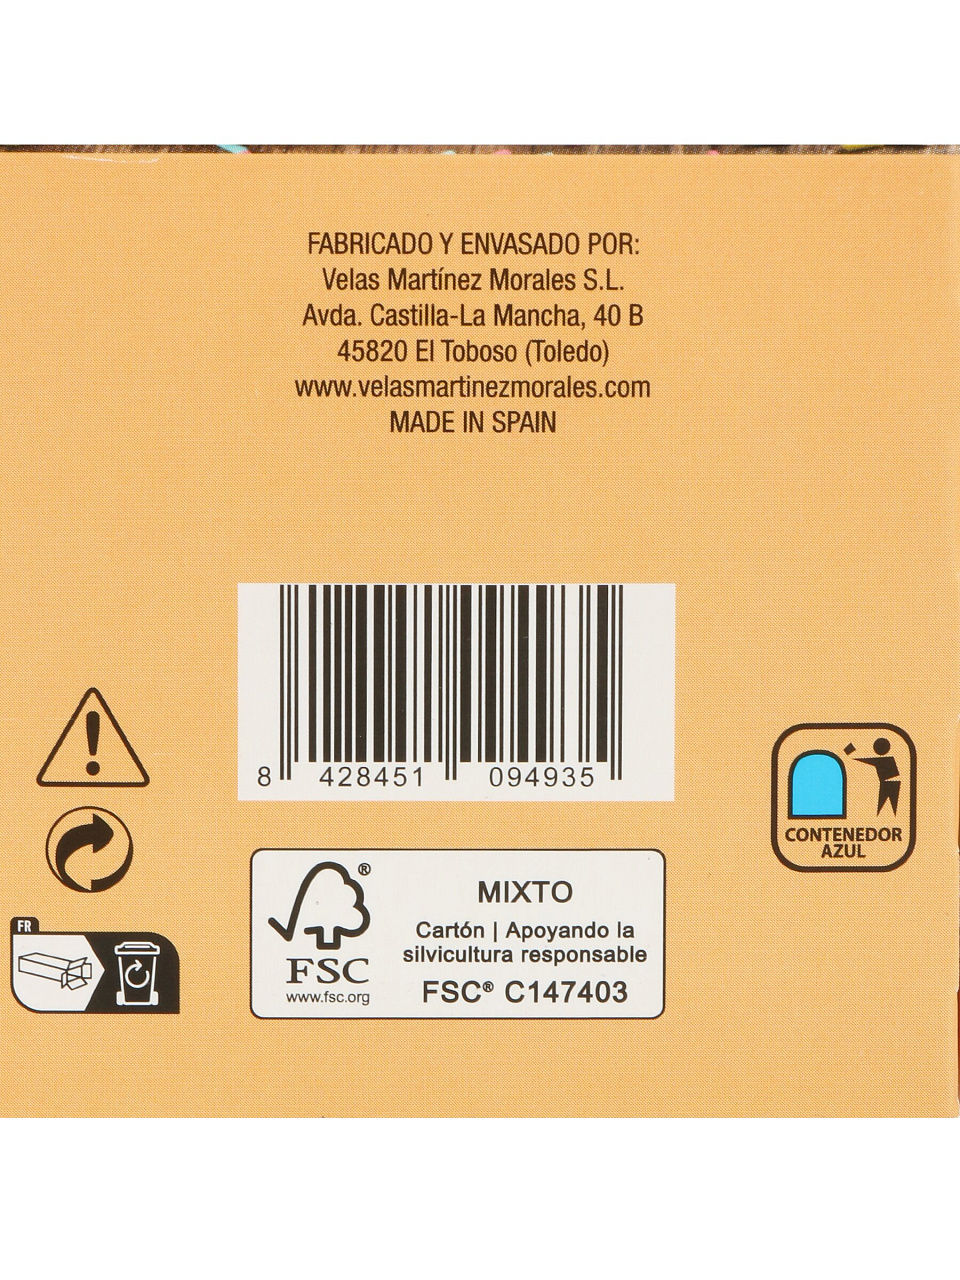 FABRICADO Y ENVASADO POR:
Velas Martínez Morales S.L.
Avda. Castilla-La Mancha, 40 B
45820 El Toboso (Toledo)
www.velasmartinezmorales.com
MADE IN SPAIN
8 428451 094935
CONTENEDOR
AZUL
FR
FSC
www.fsc.org
MIXTO
Cartón | Apoyando la
silvicultura responsable
FSC® C147403